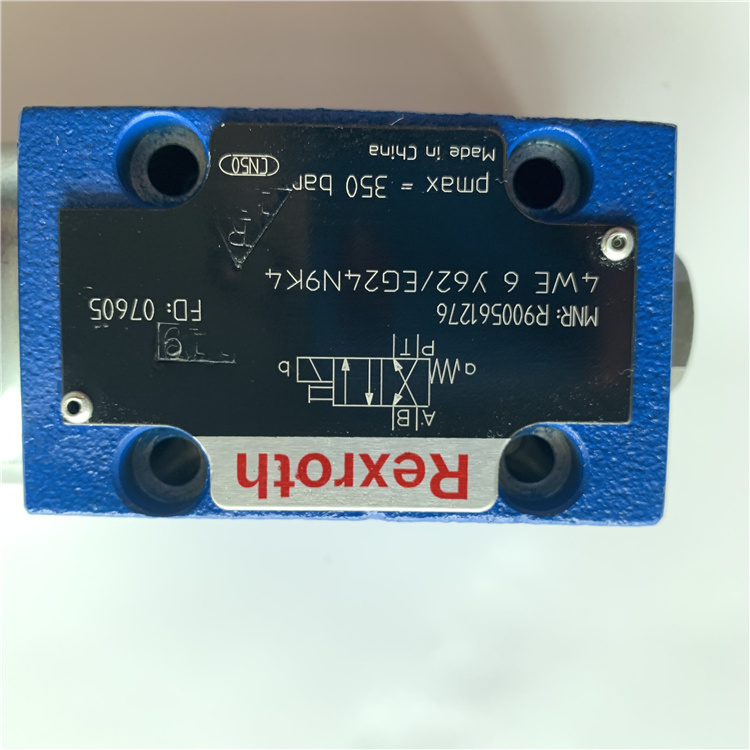 Rexroth
A B
a b
P T
MNR: R900561276
FD: 07605
4WE 6 Y62/EG24N9K4
pmax = 350 bar
CN50
Made in China